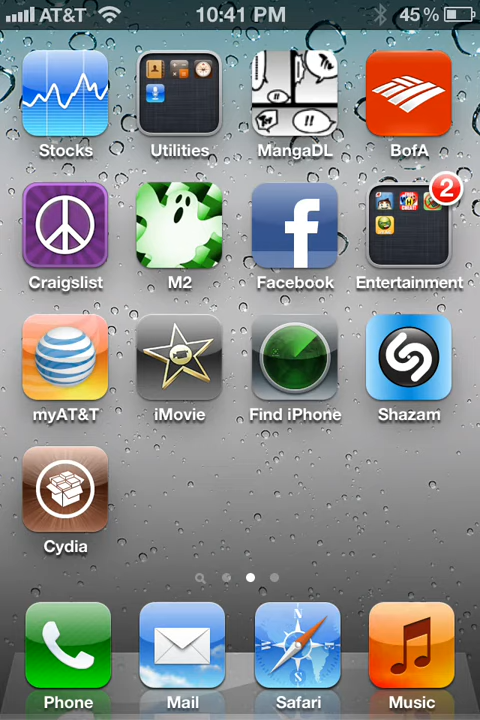 AT&T 10:41 PM 45%
Stocks Utilities MangaDL BofA
2
Craigslist M2 Facebook Entertainment
myAT&T iMovie Find iPhone Shazam
Cydia
Phone Mail Safari Music